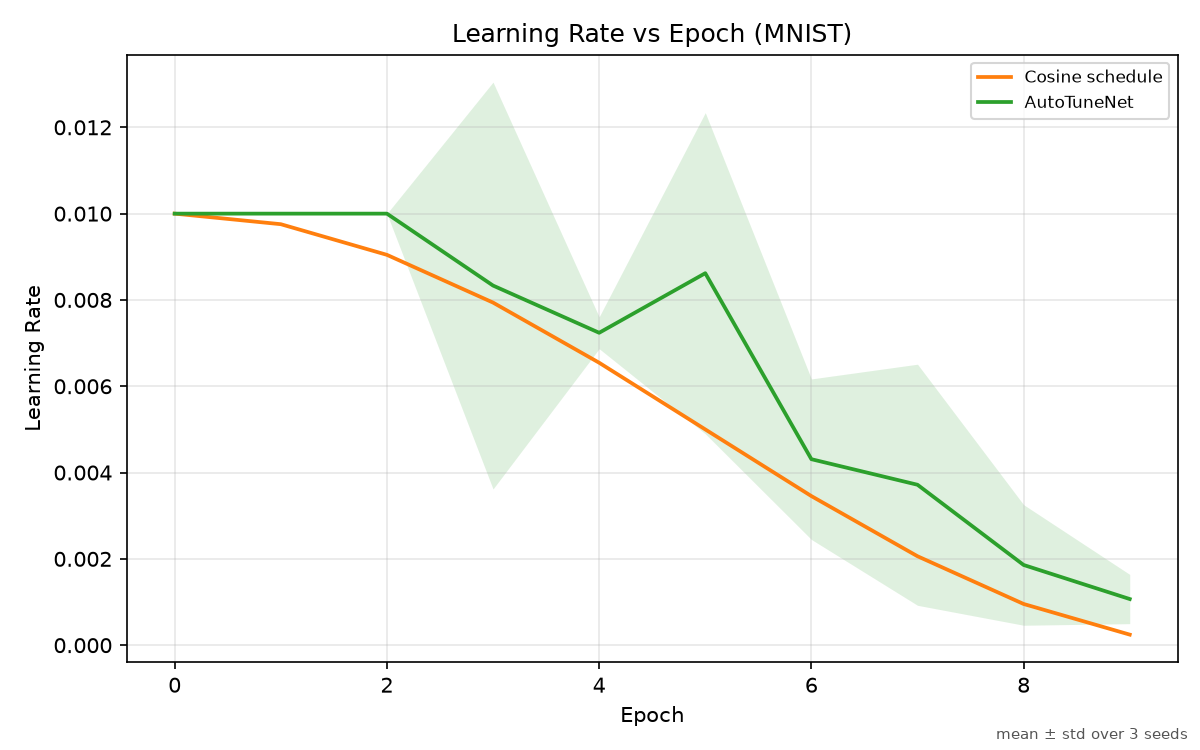 Learning Rate vs Epoch (MNIST)
Cosine schedule
AutoTuneNet
Learning Rate
0.012
0.010
0.008
0.006
0.004
0.002
0.000
0 2 4 6 8
Epoch
mean ± std over 3 seeds